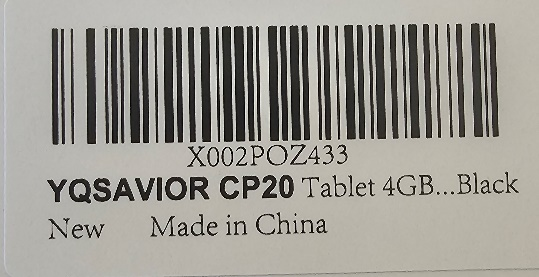 X002POZ433
YQSAVIOR CP20 Tablet 4GB...Black
New Made in China